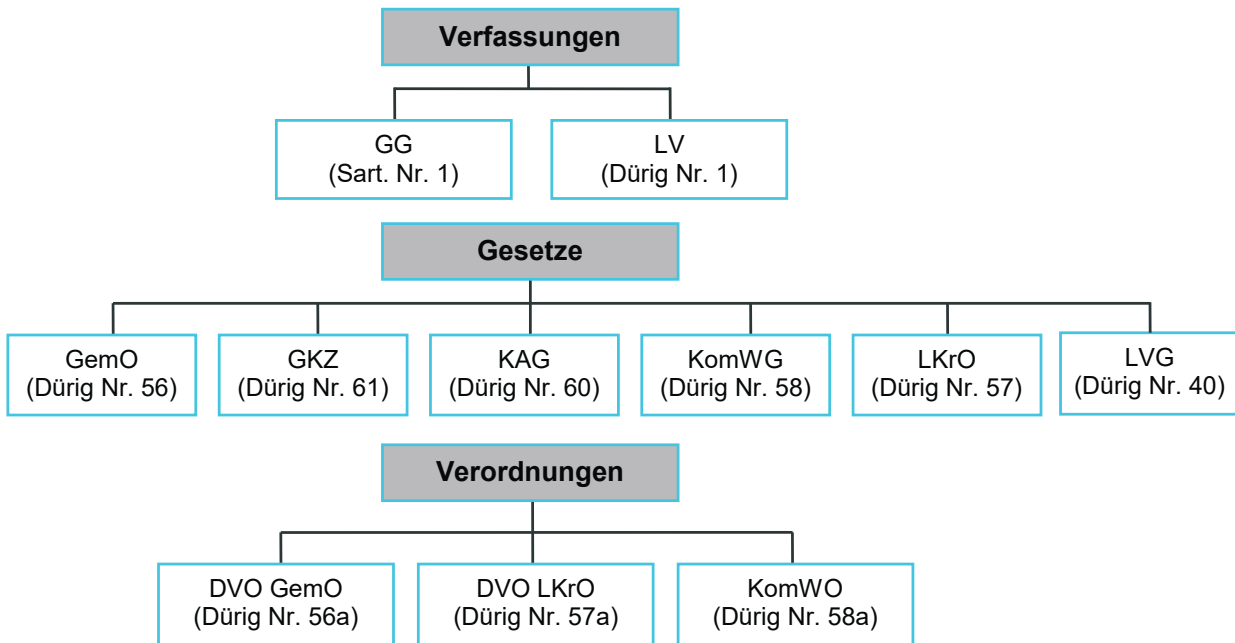 Verfassungen
GG
(Sart. Nr. 1)
LV
(Dürig Nr. 1)
Gesetze
GemO
(Dürig Nr. 56)
GKZ
(Dürig Nr. 61)
KAG
(Dürig Nr. 60)
KomWG
(Dürig Nr. 58)
LKrO
(Dürig Nr. 57)
LVG
(Dürig Nr. 40)
Verordnungen
DVO GemO
(Dürig Nr. 56a)
DVO LKrO
(Dürig Nr. 57a)
KomWO
(Dürig Nr. 58a)